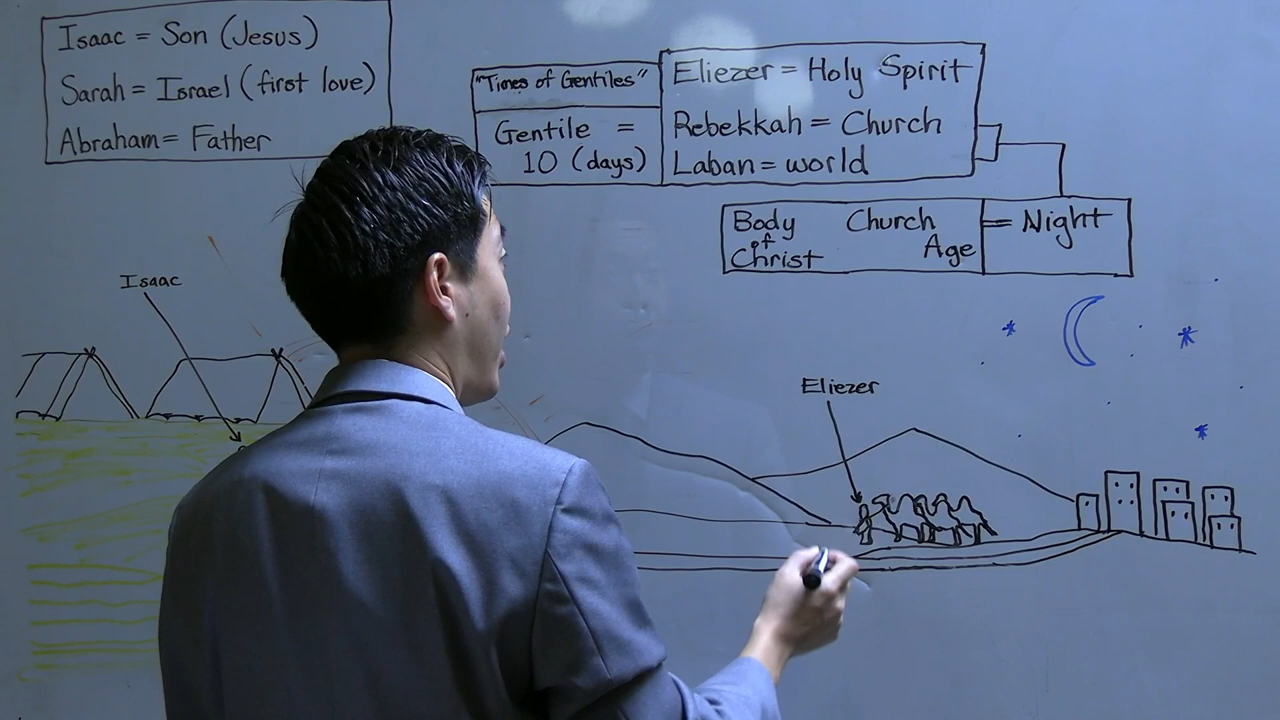 Isaac = Son (Jesus)
Sarah = Israel (first love)
Abraham = Father
"Times of Gentiles"
Gentile =
10 (days)
Eliezer = Holy Spirit
Rebekkah = Church
Laban = world
Body of Christ
Church Age
= Night
Isaac
Eliezer